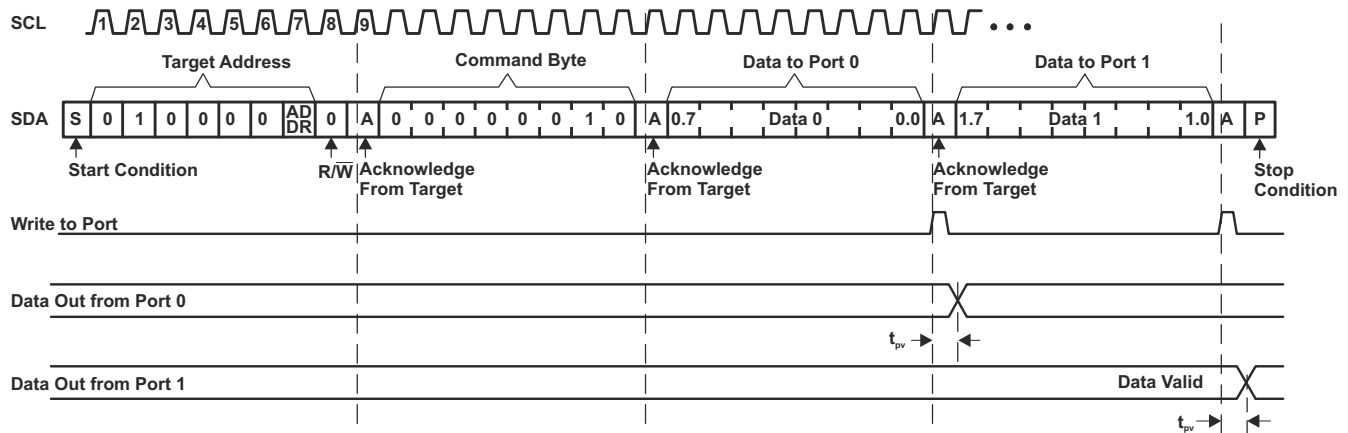 SCL 1 2 3 4 5 6 7 8 9
Target Address Command Byte Data to Port 0 Data to Port 1
SDA S 0 1 0 0 0 0 AD DR 0 A 0 0 0 0 0 0 1 0 A 0.7 Data 0 0.0 A 1.7 Data 1 1.0 A P
Start Condition R/W̅ Acknowledge From Target Acknowledge From Target Acknowledge From Target Stop Condition
Write to Port
Data Out from Port 0
tpv
Data Out from Port 1 Data Valid
tpv